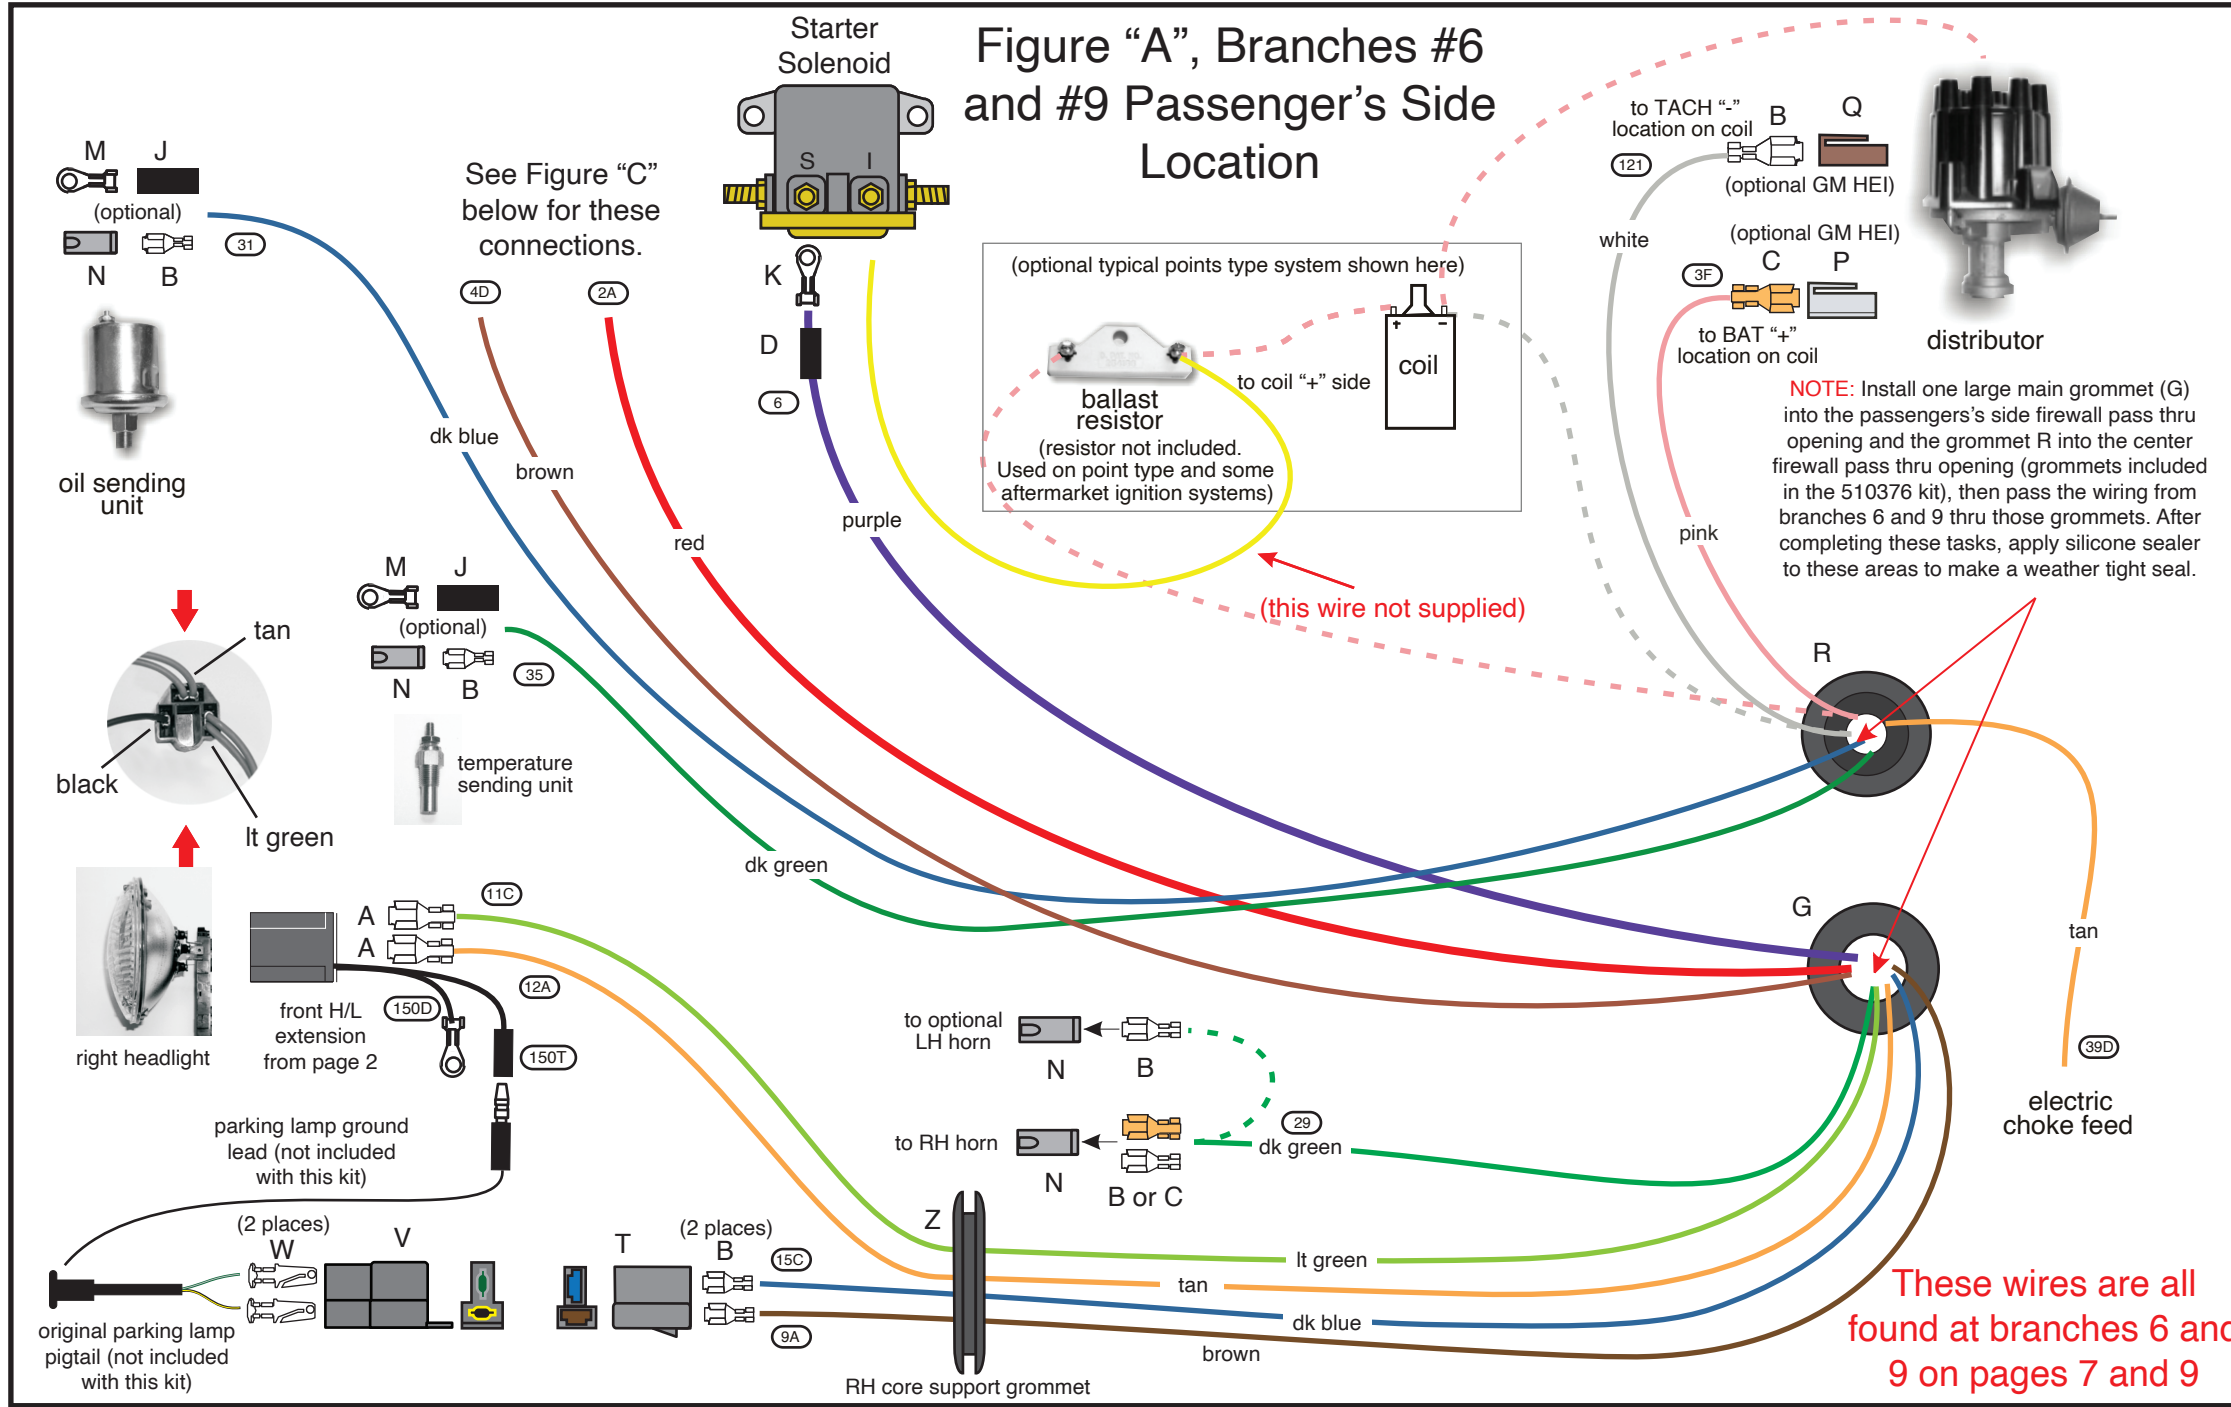 Figure “A”, Branches #6
and #9 Passenger’s Side
Location
Starter
Solenoid
S I
K
D
6
purple
See Figure “C”
below for these
connections.
4D
2A
brown
red
M J
(optional)
31
N B
dk blue
oil sending
unit
M J
(optional)
N B
35
temperature
sending unit
dk green
tan
black
lt green
right headlight
(optional typical points type system shown here)
ballast
resistor
(resistor not included.
Used on point type and some
aftermarket ignition systems)
to coil “+” side
+ -
coil
(this wire not supplied)
to TACH “-”
location on coil
B Q
121
(optional GM HEI)
white
(optional GM HEI)
3F
C P
to BAT “+”
location on coil
pink
distributor
NOTE: Install one large main grommet (G)
into the passengers’s side firewall pass thru
opening and the grommet R into the center
firewall pass thru opening (grommets included
in the 510376 kit), then pass the wiring from
branches 6 and 9 thru those grommets. After
completing these tasks, apply silicone sealer
to these areas to make a weather tight seal.
R
G
tan
39D
electric
choke feed
A
A
11C
12A
150D
150T
front H/L
extension
from page 2
parking lamp ground
lead (not included
with this kit)
(2 places)
W
V
original parking lamp
pigtail (not included
with this kit)
T
(2 places)
B
15C
9A
Z
RH core support grommet
to optional
LH horn
N B
to RH horn
N
B or C
29
dk green
lt green
tan
dk blue
brown
These wires are all
found at branches 6 and
9 on pages 7 and 9